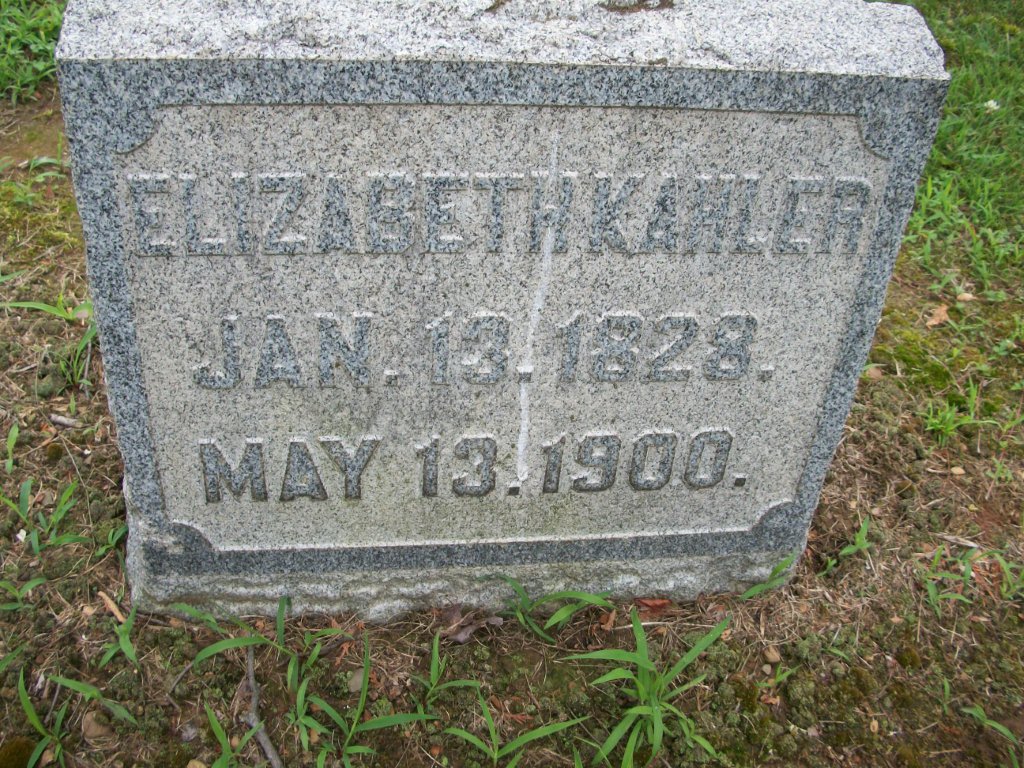 ELIZABETH KAHLER
JAN. 13. 1828.
MAY 13. 1900.